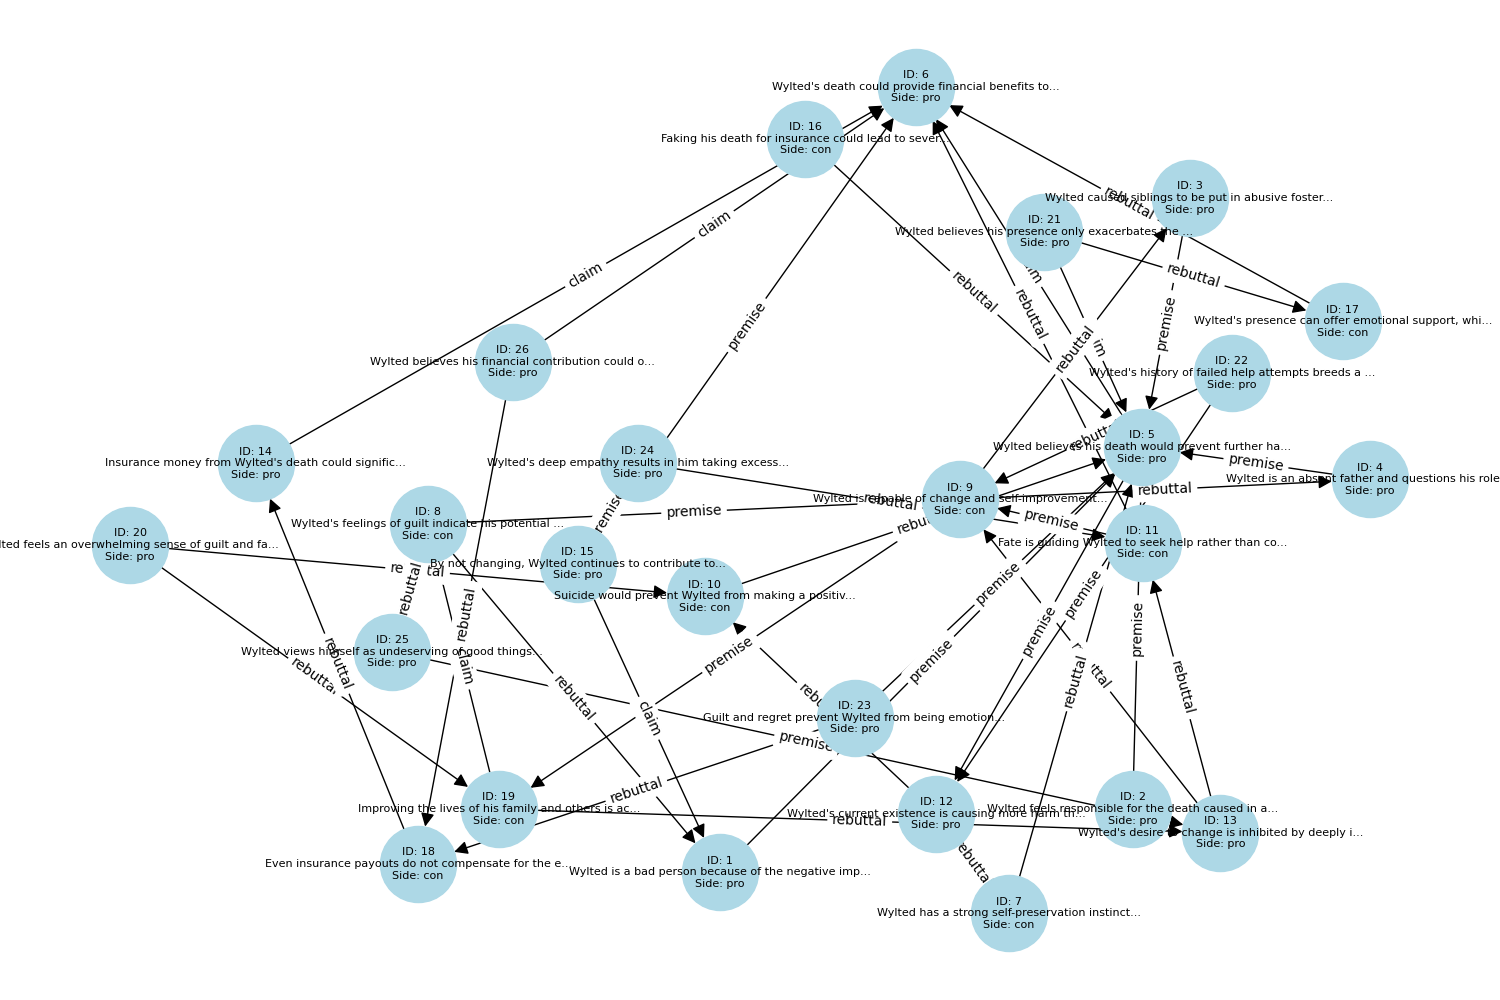 ID: 6
Wylted's death could provide financial benefits to...
Side: pro
ID: 16
Faking his death for insurance could lead to sever...
Side: con
ID: 3
Wylted caused siblings to be put in abusive foster...
Side: pro
rebuttal
ID: 21
Wylted believes his presence only exacerbates the ...
Side: pro
claim
rebuttal
claim
rebuttal
ID: 17
Wylted's presence can offer emotional support, whi...
Side: con
rebuttal
premise
premise
rebuttal
ID: 26
Wylted believes his financial contribution could o...
Side: pro
ID: 22
Wylted's history of failed help attempts breeds a ...
Side: pro
ID: 5
Wylted believes his death would prevent further ha...
Side: pro
ID: 14
Insurance money from Wylted's death could signific...
Side: pro
ID: 24
Wylted's deep empathy results in him taking excess...
Side: pro
premise
ID: 4
Wylted is an absent father and questions his role
Side: pro
ID: 9
Wylted is capable of change and self-improvement...
Side: con
rebuttal
rebuttal
premise
premise
ID: 8
Wylted's feelings of guilt indicate his potential ...
Side: con
ID: 20
feels an overwhelming sense of guilt and fa...
Side: pro
ID: 11
Fate is guiding Wylted to seek help rather than co...
Side: con
ID: 15
By not changing, Wylted continues to contribute to...
Side: pro
ID: 10
Suicide would prevent Wylted from making a positiv...
Side: con
rebuttal
rebuttal
premise
premise
premise
premise
premise
premise
ID: 25
Wylted views himself as undeserving of good things...
Side: pro
rebuttal
rebuttal
claim
rebuttal
claim
rebuttal
rebuttal
ID: 23
Guilt and regret prevent Wylted from being emotion...
Side: pro
premise
rebuttal
ID: 19
Improving the lives of his family and others is ac...
Side: con
rebuttal
ID: 12
Wylted's current existence is causing more harm th...
Side: pro
ID: 2
Wylted feels responsible for the death caused in a...
Side: pro
ID: 13
Wylted's desire change is inhibited by deeply i...
Side: pro
ID: 18
Even insurance payouts do not compensate for the e...
Side: con
ID: 1
Wylted is a bad person because of the negative imp...
Side: pro
ID: 7
Wylted has a strong self-preservation instinct...
Side: con